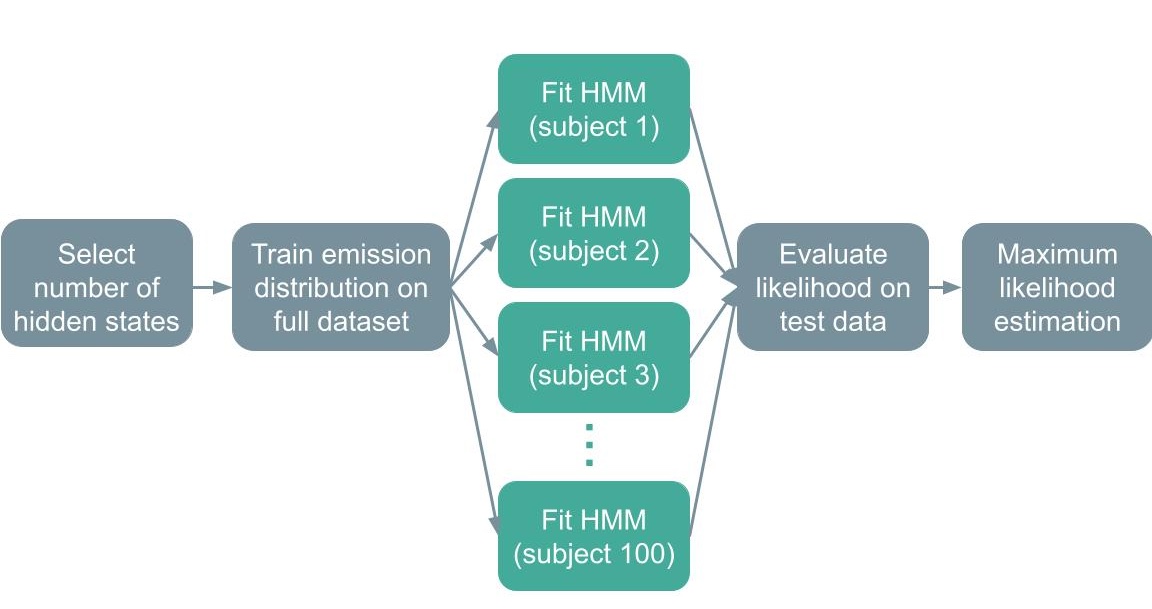 Select
number of
hidden states
Train emission
distribution on
full dataset
Fit HMM
(subject 1)
Fit HMM
(subject 2)
Fit HMM
(subject 3)
Fit HMM
(subject 100)
Evaluate
likelihood on
test data
Maximum
likelihood
estimation